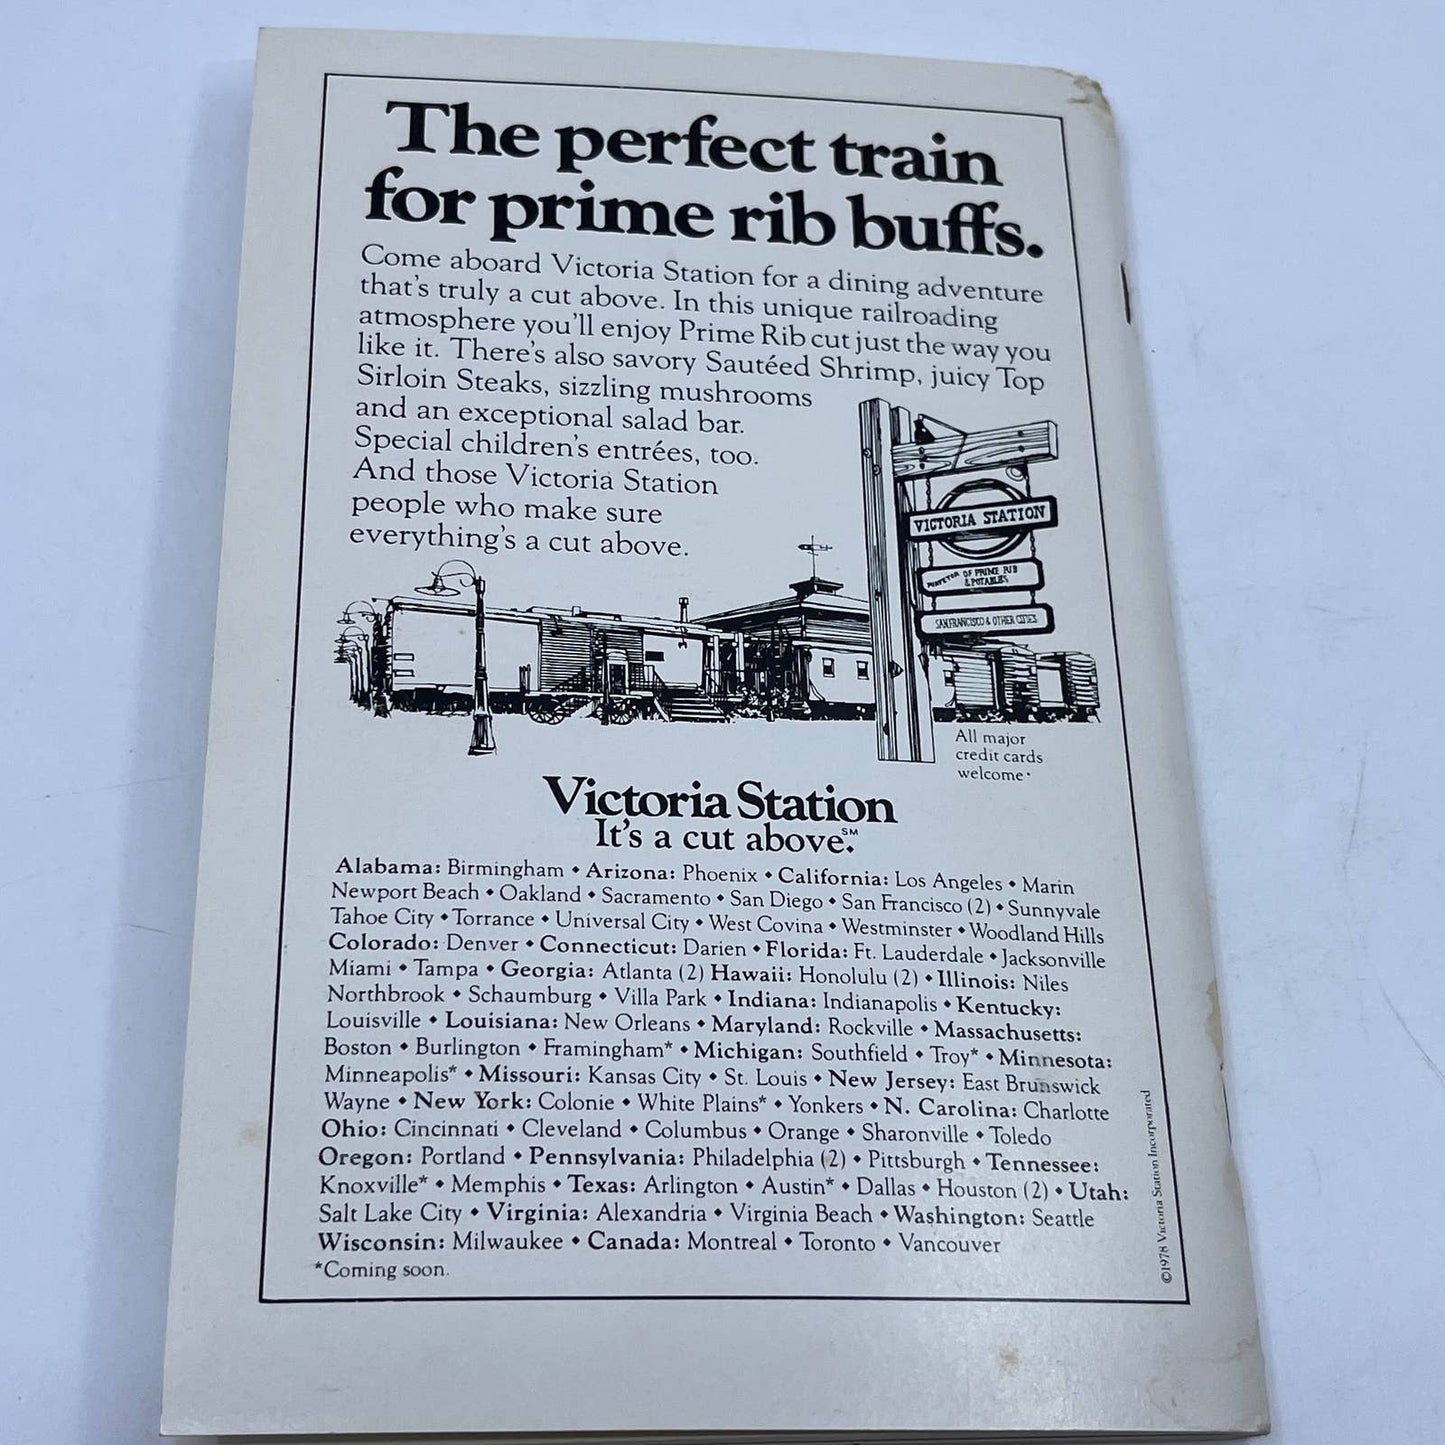 The perfect train
for prime rib buffs.
Come aboard Victoria Station for a dining adventure
that's truly a cut above. In this unique railroading
atmosphere you'll enjoy Prime Rib cut just the way you
like it. There's also savory Sautéed Shrimp, juicy Top
Sirloin Steaks, sizzling mushrooms
and an exceptional salad bar.
Special children's entrées, too.
And those Victoria Station
people who make sure
everything's a cut above.
VICTORIA STATION
PURVEYOR OF PRIME RIB
& POTABLES
SAN FRANCISCO & OTHER CITIES
All major
credit cards
welcome.
Victoria Station
It's a cut above.℠
Alabama: Birmingham • Arizona: Phoenix • California: Los Angeles • Marin
Newport Beach • Oakland • Sacramento • San Diego • San Francisco (2) • Sunnyvale
Tahoe City • Torrance • Universal City • West Covina • Westminster • Woodland Hills
Colorado: Denver • Connecticut: Darien • Florida: Ft. Lauderdale • Jacksonville
Miami • Tampa • Georgia: Atlanta (2) Hawaii: Honolulu (2) • Illinois: Niles
Northbrook • Schaumburg • Villa Park • Indiana: Indianapolis • Kentucky:
Louisville • Louisiana: New Orleans • Maryland: Rockville • Massachusetts:
Boston • Burlington • Framingham* • Michigan: Southfield • Troy* • Minnesota:
Minneapolis* • Missouri: Kansas City • St. Louis • New Jersey: East Brunswick
Wayne • New York: Colonie • White Plains* • Yonkers • N. Carolina: Charlotte
Ohio: Cincinnati • Cleveland • Columbus • Orange • Sharonville • Toledo
Oregon: Portland • Pennsylvania: Philadelphia (2) • Pittsburgh • Tennessee:
Knoxville* • Memphis • Texas: Arlington • Austin* • Dallas • Houston (2) • Utah:
Salt Lake City • Virginia: Alexandria • Virginia Beach • Washington: Seattle
Wisconsin: Milwaukee • Canada: Montreal • Toronto • Vancouver
*Coming soon.
©1978 Victoria Station Incorporated